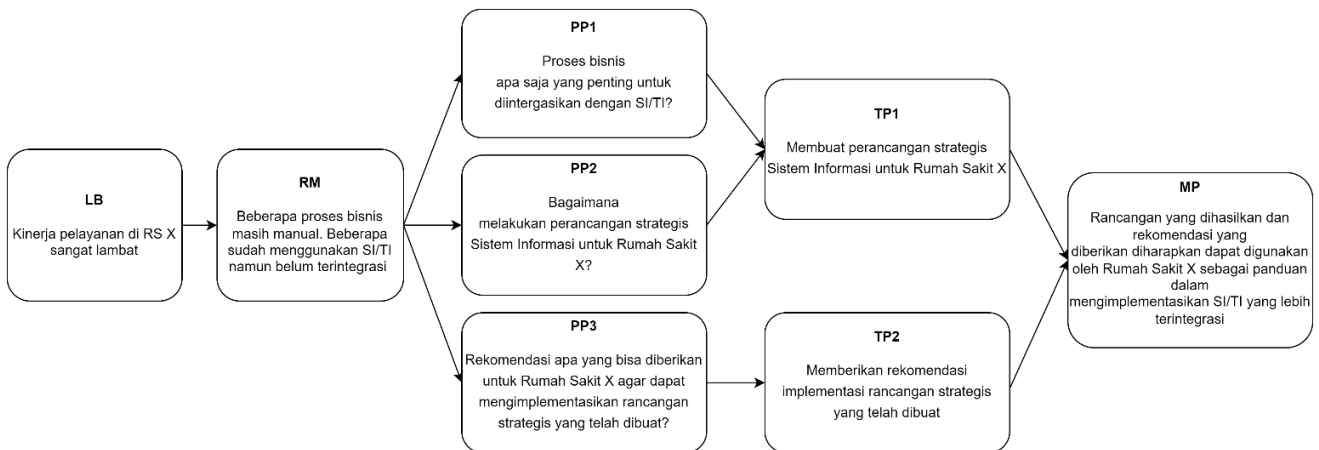 LB
Kinerja pelayanan di RS X
sangat lambat
RM
Beberapa proses bisnis
masih manual. Beberapa
sudah menggunakan SI/TI
namun belum terintegrasi
PP1
Proses bisnis
apa saja yang penting untuk
diintergasikan dengan SI/TI?
PP2
Bagaimana
melakukan perancangan strategis
Sistem Informasi untuk Rumah Sakit
X?
PP3
Rekomendasi apa yang bisa diberikan
untuk Rumah Sakit X agar dapat
mengimplementasikan rancangan
strategis yang telah dibuat?
TP1
Membuat perancangan strategis
Sistem Informasi untuk Rumah Sakit X
TP2
Memberikan rekomendasi
implementasi rancangan strategis
yang telah dibuat
MP
Rancangan yang dihasilkan dan
rekomendasi yang
diberikan diharapkan dapat digunakan
oleh Rumah Sakit X sebagai panduan
dalam
mengimplementasikan SI/TI yang lebih
terintegrasi